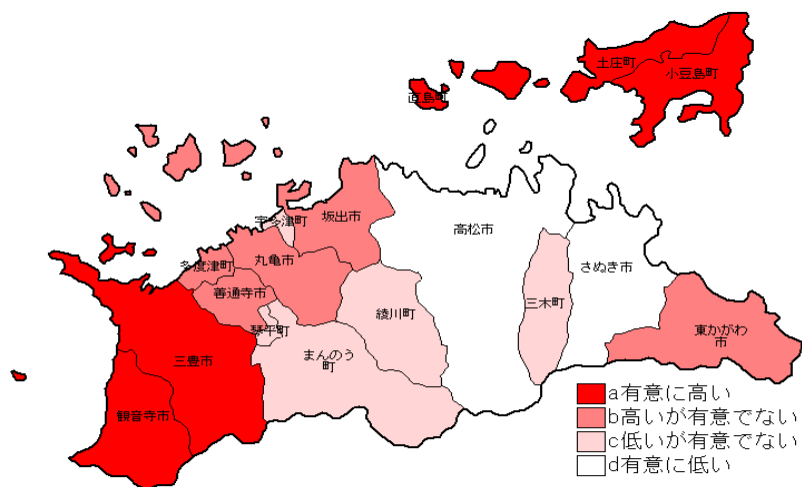 土庄町
小豆島町
直島町
宇多津町
坂出市
高松市
多度津町
丸亀市
さぬき市
善通寺市
綾川町
三木町
琴平町
東かがわ
市
三豊市
まんのう
町
観音寺市
a有意に高い
b高いが有意でない
c低いが有意でない
d有意に低い